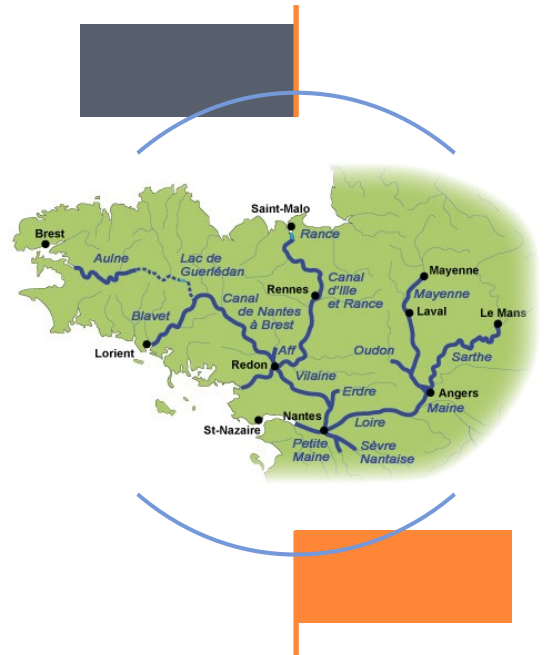 Saint-Malo
Rance
Brest
Aulne
Lac de
Guerlédan
Mayenne
Canal
d'Ille
et Rance
Rennes
Mayenne
Canal
de Nantes
à Brest
Le Mans
Blavet
Laval
Lorient
Aff
Oudon
Sarthe
Redon
Vilaine
Erdre
Angers
Maine
Nantes
Loire
St-Nazaire
Petite
Maine
Sèvre
Nantaise